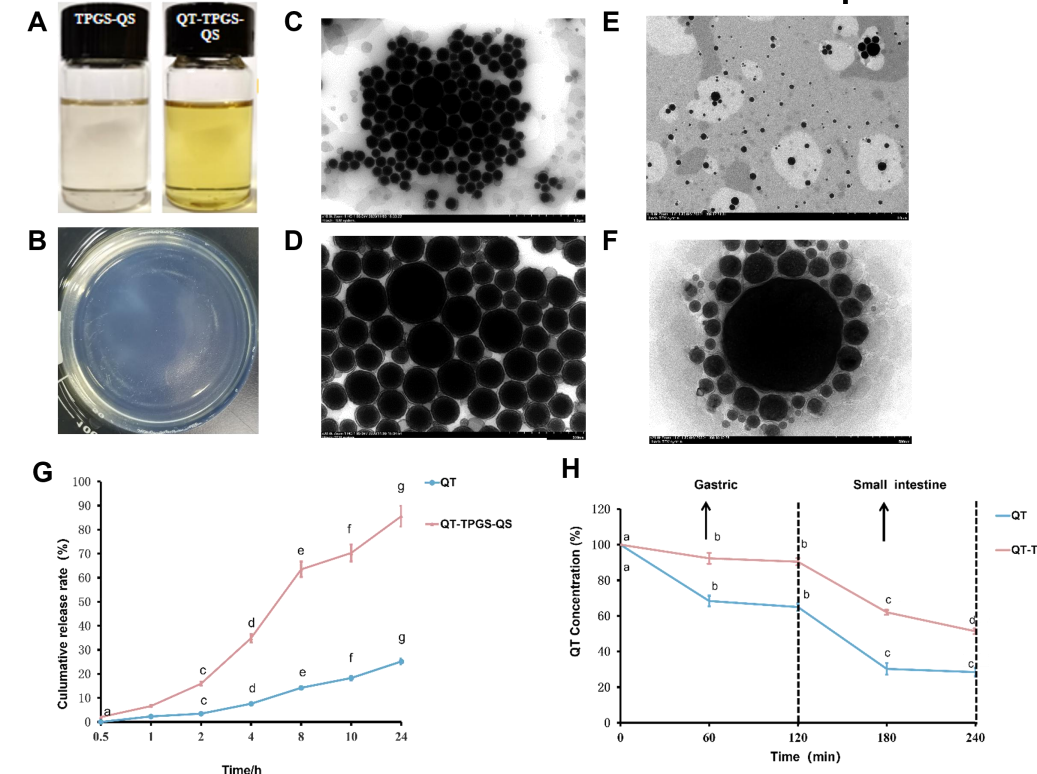 A
TPGS-QS
QT-TPGS-
QS
B
C
D
E
F
G
Culumative release rate (%)
100
90
80
70
60
50
40
30
20
10
0
a
c
d
e
f
g
c
d
e
f
g
0.5
1
2
4
8
10
24
Time/h
QT
QT-TPGS-QS
H
Gastric
Small intestine
QT Concentration (%)
120
100
80
60
40
20
0
a
b
b
c
d
a
b
b
c
c
0
60
120
180
240
Time (min)
QT
QT-T